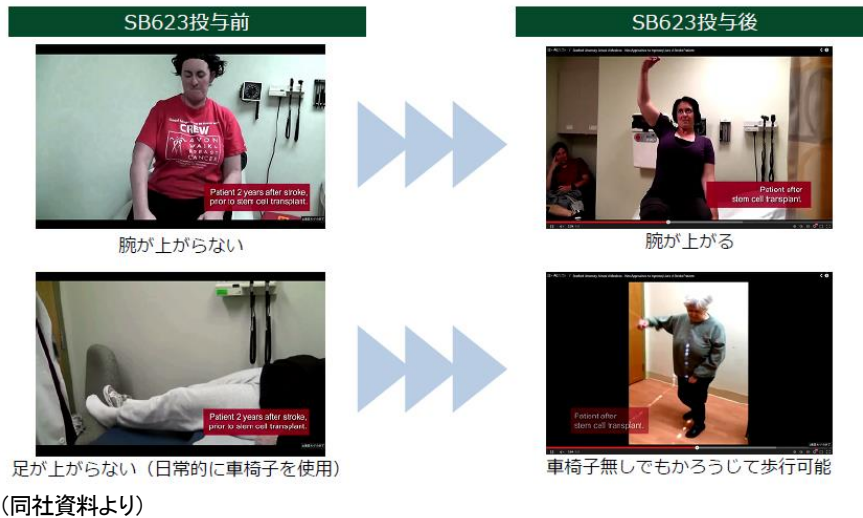 SB623投与前
SB623投与後
CREW
AVON
WALK
BREAST
CANCER
Patient 2 years after stroke,
prior to stem cell transplant.
Patient after
stem cell transplant.
腕が上がらない
腕が上がる
Patient 2 years after stroke,
prior to stem cell transplant.
Patient after
stem cell transplant.
足が上がらない（日常的に車椅子を使用）
車椅子無しでもかろうじて歩行可能
（同社資料より）